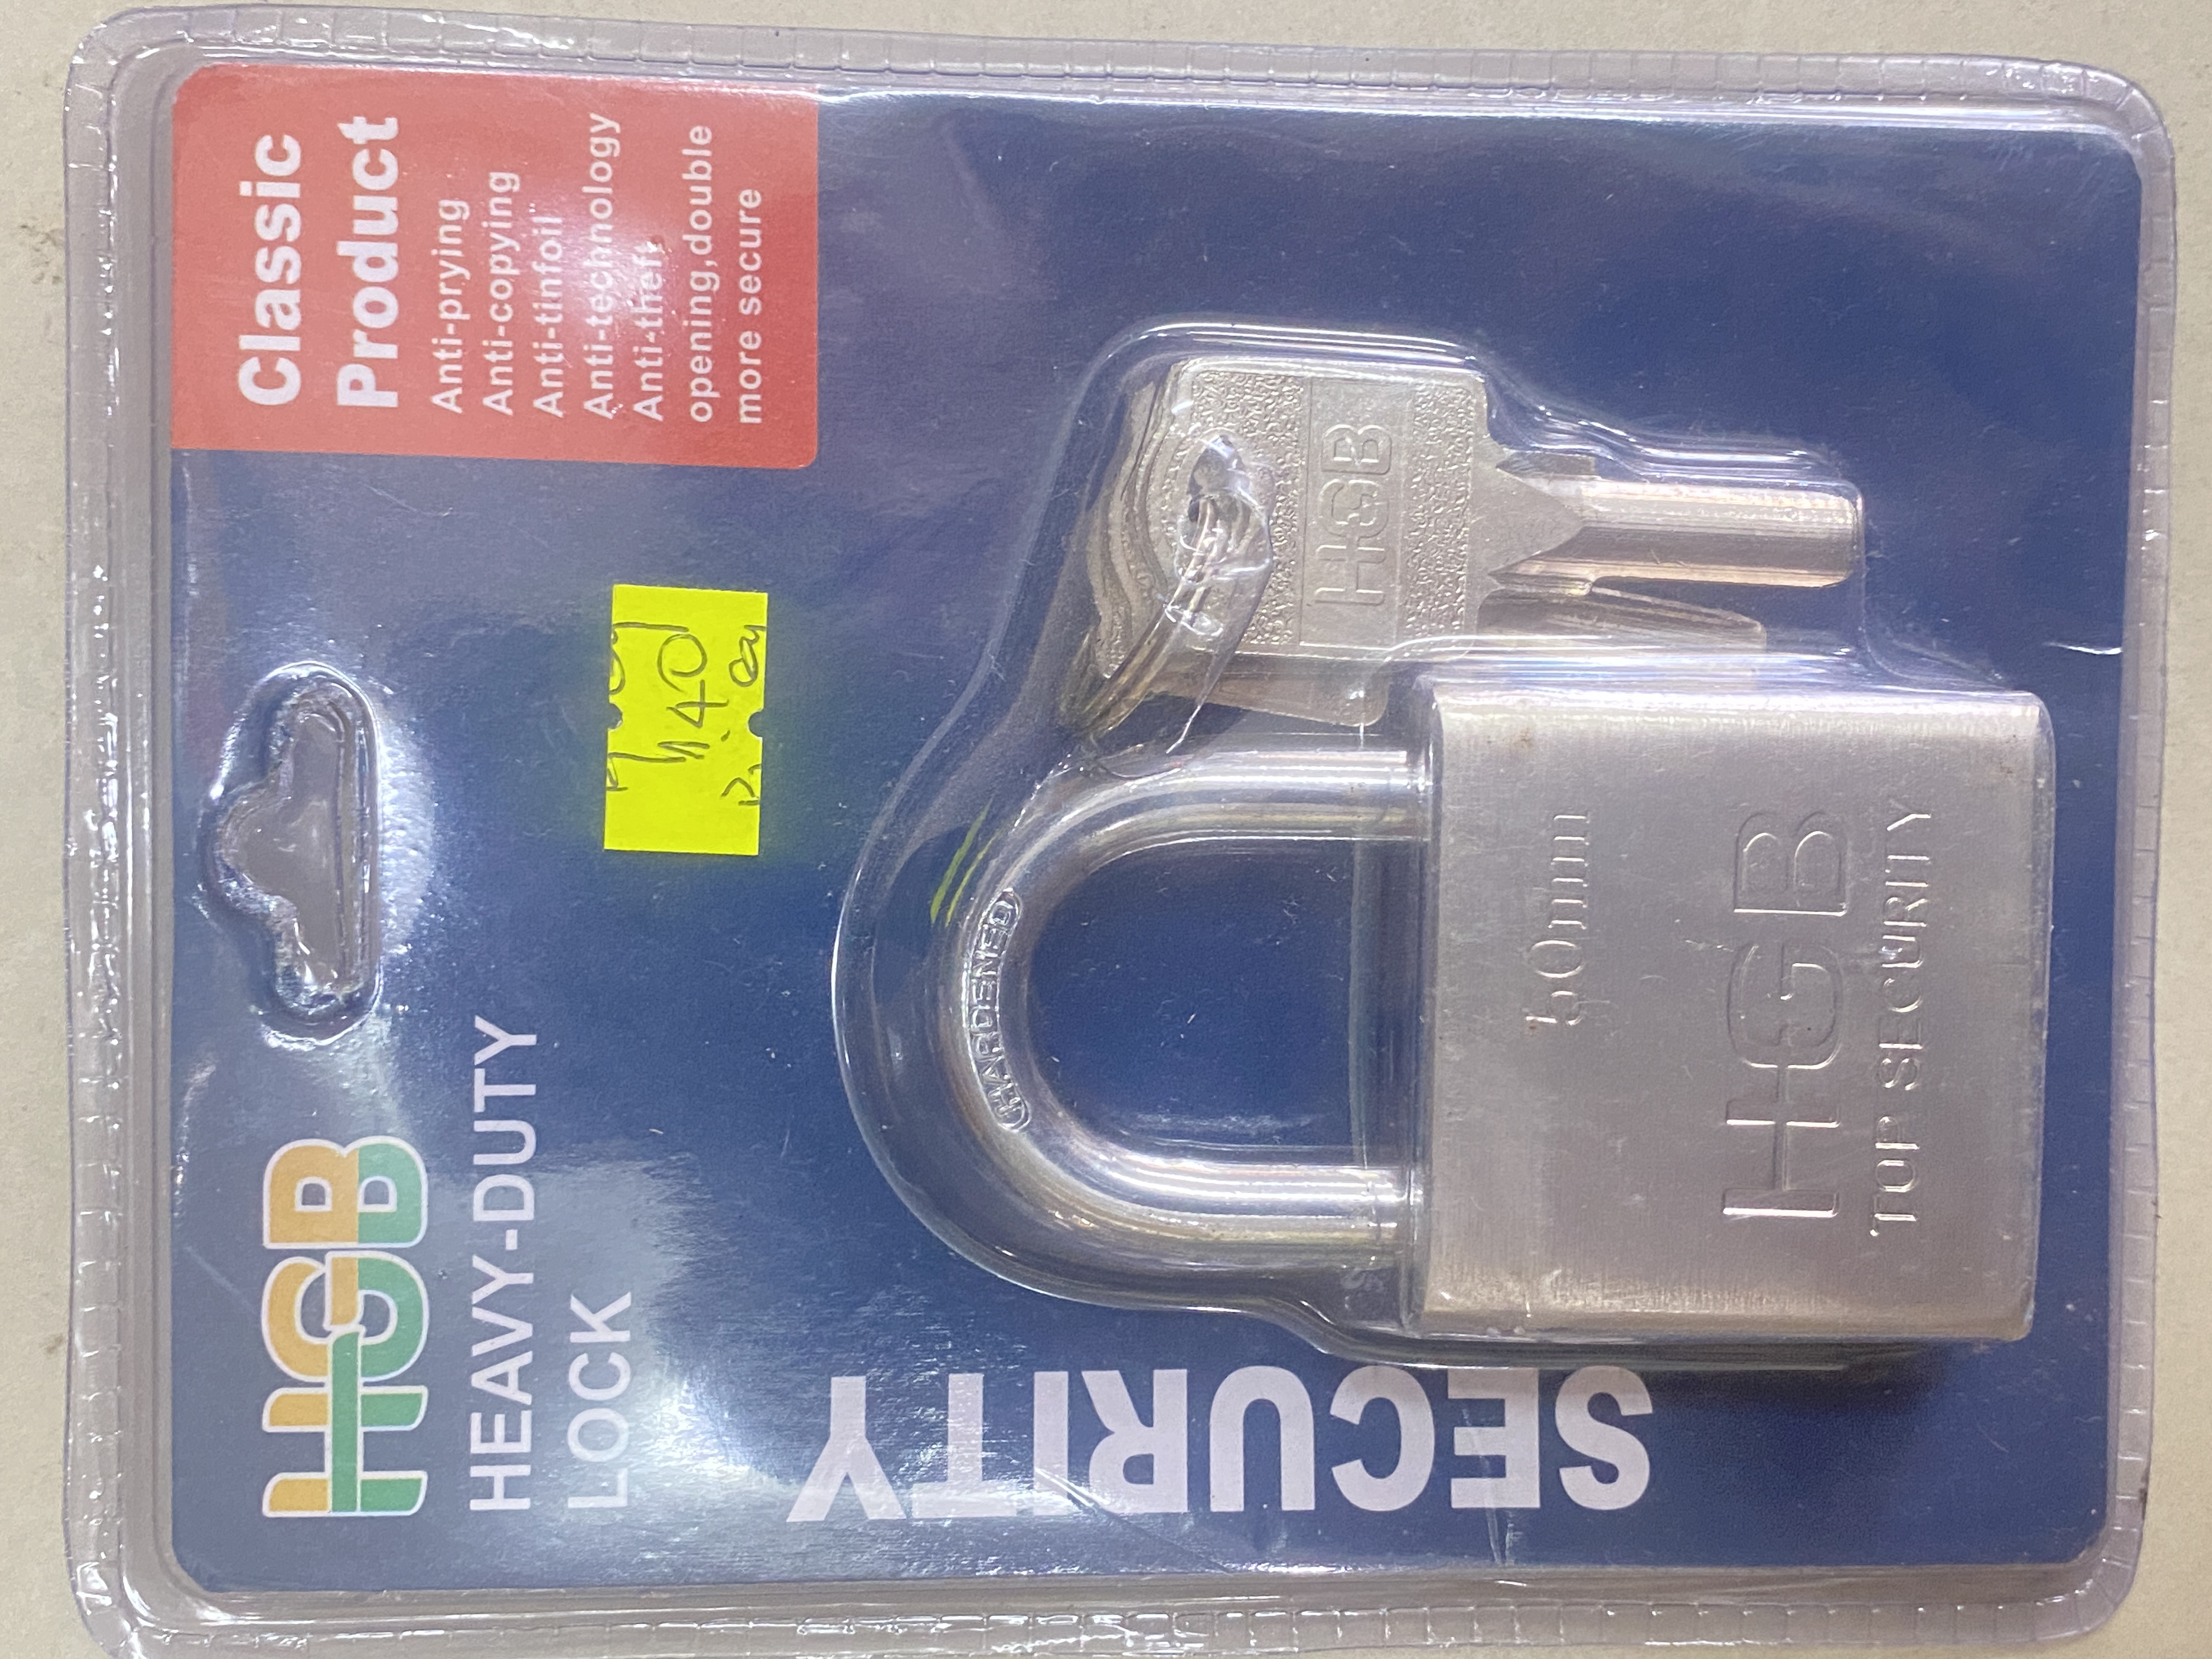 HGB
HEAVY-DUTY
LOCK
Classic
Product
Anti-prying
Anti-copying
Anti-tinfoil
Anti-technology
Anti-theft
opening,double
more secure
140
HARDENED
HGB
50mm
HGB
TOP SECURITY
SECURITY